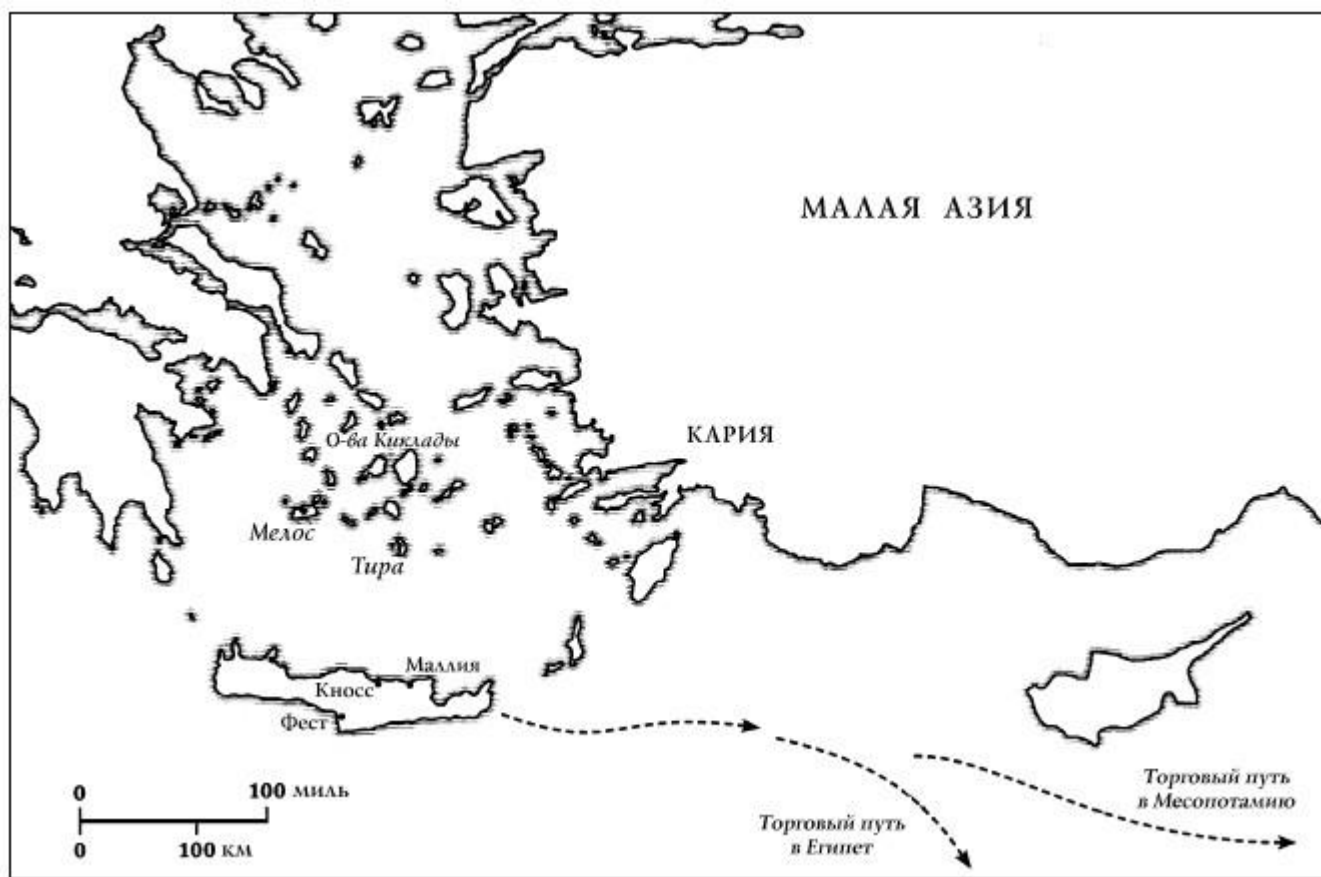 МАЛАЯ АЗИЯ
КАРИЯ
О-ва Киклады
Мелос
Тира
Маллия
Кносс
Фест
0
100 МИЛЬ
0
100 КМ
Торговый путь
в Египет
Торговый путь
в Месопотамию